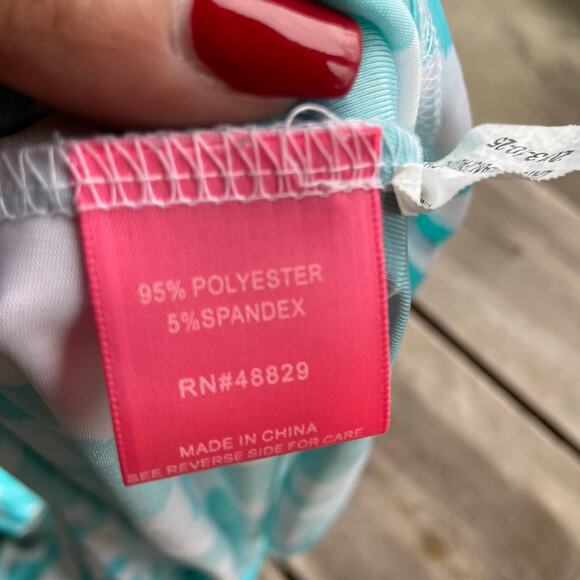 95% POLYESTER
5%SPANDEX
RN#48829
MADE IN CHINA
SEE REVERSE SIDE FOR CARE